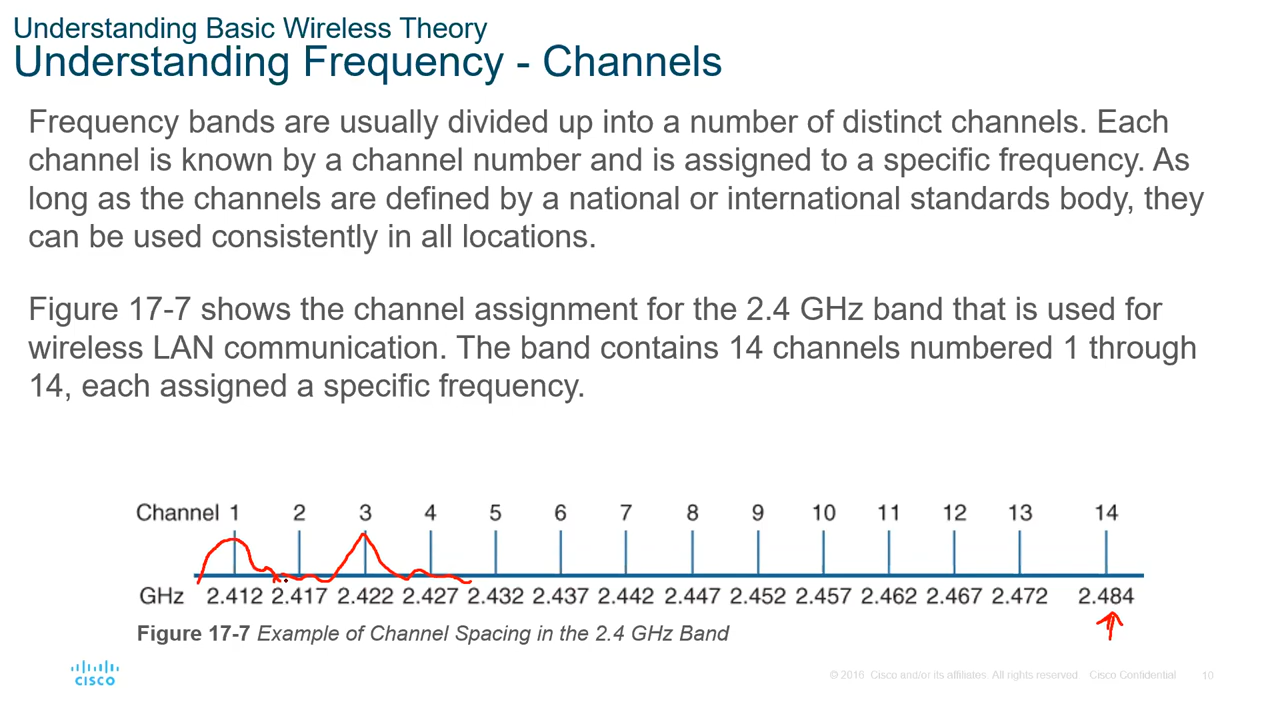 Understanding Basic Wireless Theory
Understanding Frequency - Channels
Frequency bands are usually divided up into a number of distinct channels. Each
channel is known by a channel number and is assigned to a specific frequency. As
long as the channels are defined by a national or international standards body, they
can be used consistently in all locations.
Figure 17-7 shows the channel assignment for the 2.4 GHz band that is used for
wireless LAN communication. The band contains 14 channels numbered 1 through
14, each assigned a specific frequency.
Channel 1 2 3 4 5 6 7 8 9 10 11 12 13 14
GHz 2.412 2.417 2.422 2.427 2.432 2.437 2.442 2.447 2.452 2.457 2.462 2.467 2.472 2.484
Figure 17-7 Example of Channel Spacing in the 2.4 GHz Band
CISCO
© 2016 Cisco and/or its affiliates. All rights reserved Cisco Confidential 10